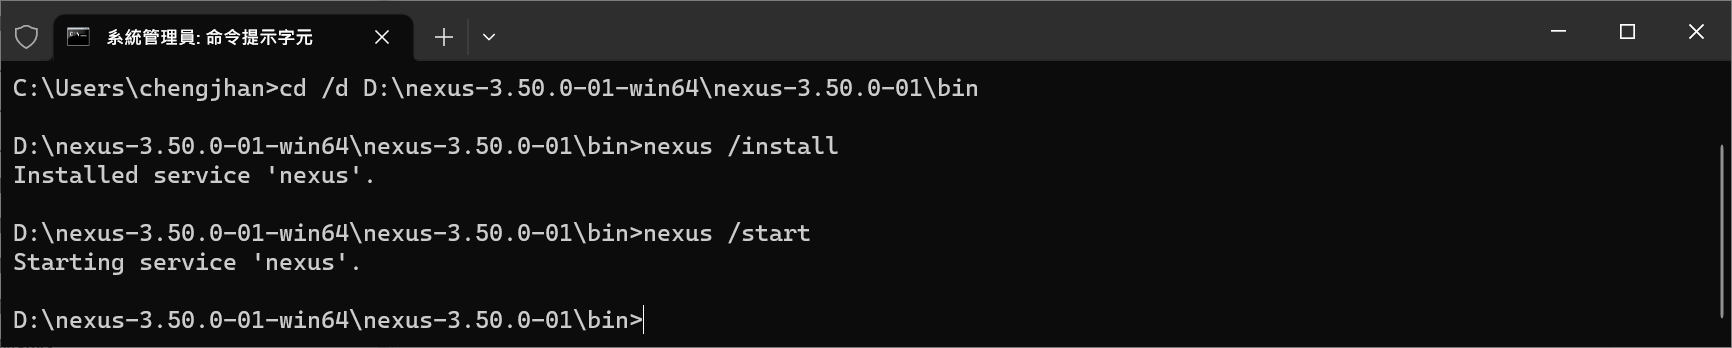 系統管理員: 命令提示字元
C:\Users\chengjhan>cd /d D:\nexus-3.50.0-01-win64\nexus-3.50.0-01\bin
D:\nexus-3.50.0-01-win64\nexus-3.50.0-01\bin>nexus /install
Installed service 'nexus'.
D:\nexus-3.50.0-01-win64\nexus-3.50.0-01\bin>nexus /start
Starting service 'nexus'.
D:\nexus-3.50.0-01-win64\nexus-3.50.0-01\bin>